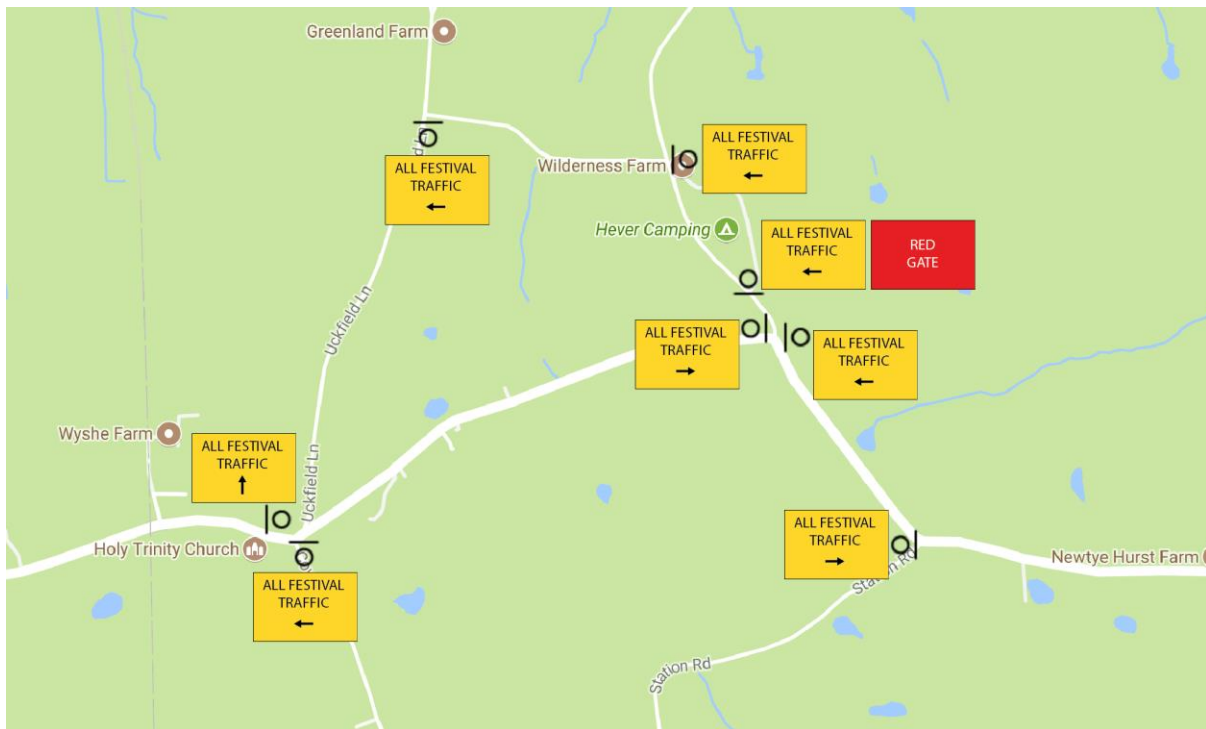 Greenland Farm
ALL FESTIVAL
TRAFFIC
←
ALL FESTIVAL
TRAFFIC
←
Wilderness Farm
Hever Camping
ALL FESTIVAL
TRAFFIC
←
RED
GATE
Uckfield Ln
ALL FESTIVAL
TRAFFIC
→
ALL FESTIVAL
TRAFFIC
←
Wyshe Farm
ALL FESTIVAL
TRAFFIC
↑
Uckfield Ln
Holy Trinity Church
ALL FESTIVAL
TRAFFIC
←
ALL FESTIVAL
TRAFFIC
→
Station Rd
Newtye Hurst Farm
Station Rd